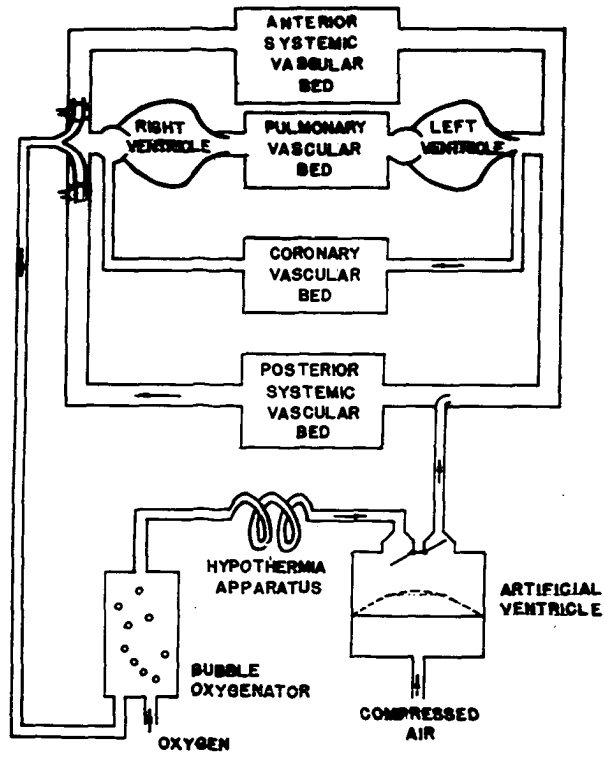 ANTERIOR
SYSTEMIC
VASCULAR
BED
RIGHT
VENTRICLE
PULMONARY
VASCULAR
BED
LEFT
VENTRICLE
CORONARY
VASCULAR
BED
POSTERIOR
SYSTEMIC
VASCULAR
BED
HYPOTHERMIA
APPARATUS
ARTIFICIAL
VENTRICLE
BUBBLE
OXYGENATOR
OXYGEN
COMPRESSED
AIR